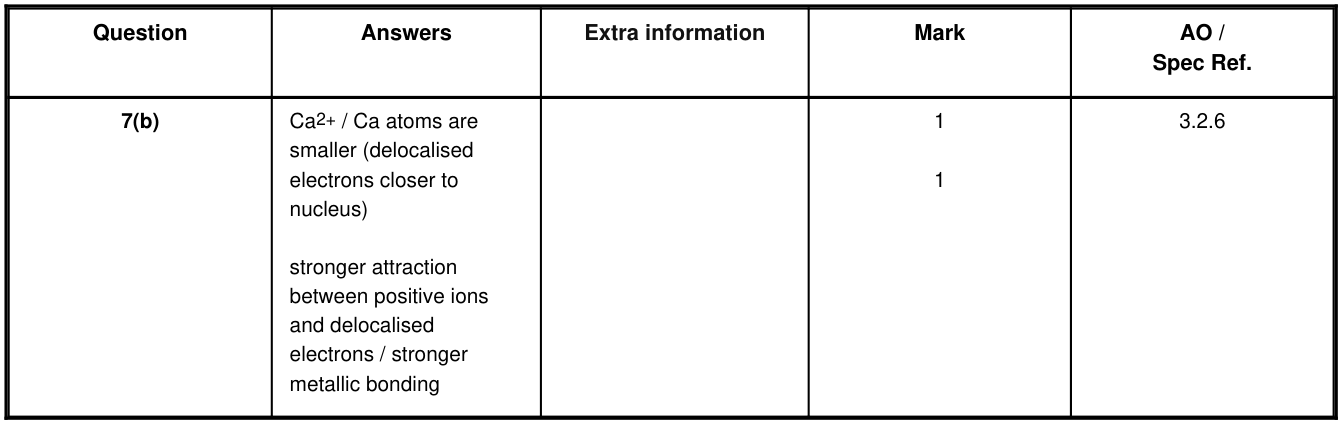 Question Answers Extra information Mark AO /
Spec Ref.
7(b) Ca2+ / Ca atoms are 1 3.2.6
smaller (delocalised
electrons closer to 1
nucleus)
stronger attraction
between positive ions
and delocalised
electrons / stronger
metallic bonding